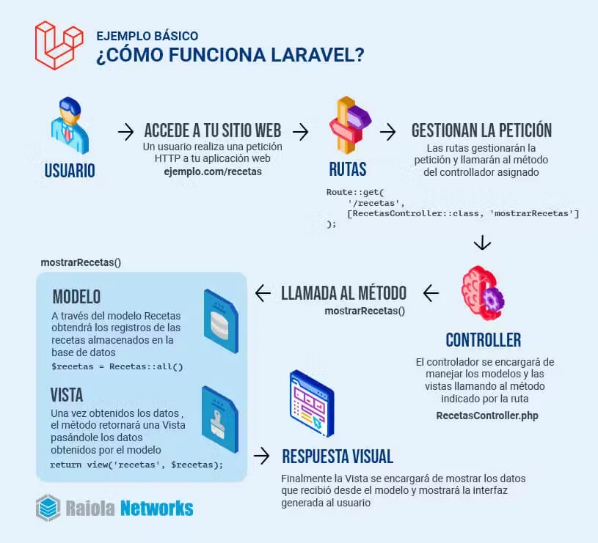 EJEMPLO BÁSICO
¿CÓMO FUNCIONA LARAVEL?
USUARIO
ACCEDE A TU SITIO WEB
Un usuario realiza una petición
HTTP a tu aplicación web
ejemplo.com/recetas
RUTAS
GESTIONAN LA PETICIÓN
Las rutas gestionarán la
petición y llamarán al método
del controlador asignado
Route::get(
'/recetas',
[RecetasController::class, 'mostrarRecetas']
);
CONTROLLER
El controlador se encargará de
manejar los modelos y las
vistas llamando al método
indicado por la ruta
RecetasController.php
LLAMADA AL MÉTODO
mostrarRecetas()
mostrarRecetas()
MODELO
A través del modelo Recetas
obtendrá los registros de las
recetas almacenados en la
base de datos
$recetas = Recetas::all()
VISTA
Una vez obtenidos los datos ,
el método retornará una Vista
pasándole los datos
obtenidos por el modelo
return view('recetas', $recetas);
RESPUESTA VISUAL
Finalmente la Vista se encargará de mostrar los datos
que recibió desde el modelo y mostrará la interfaz
generada al usuario
Raiola Networks